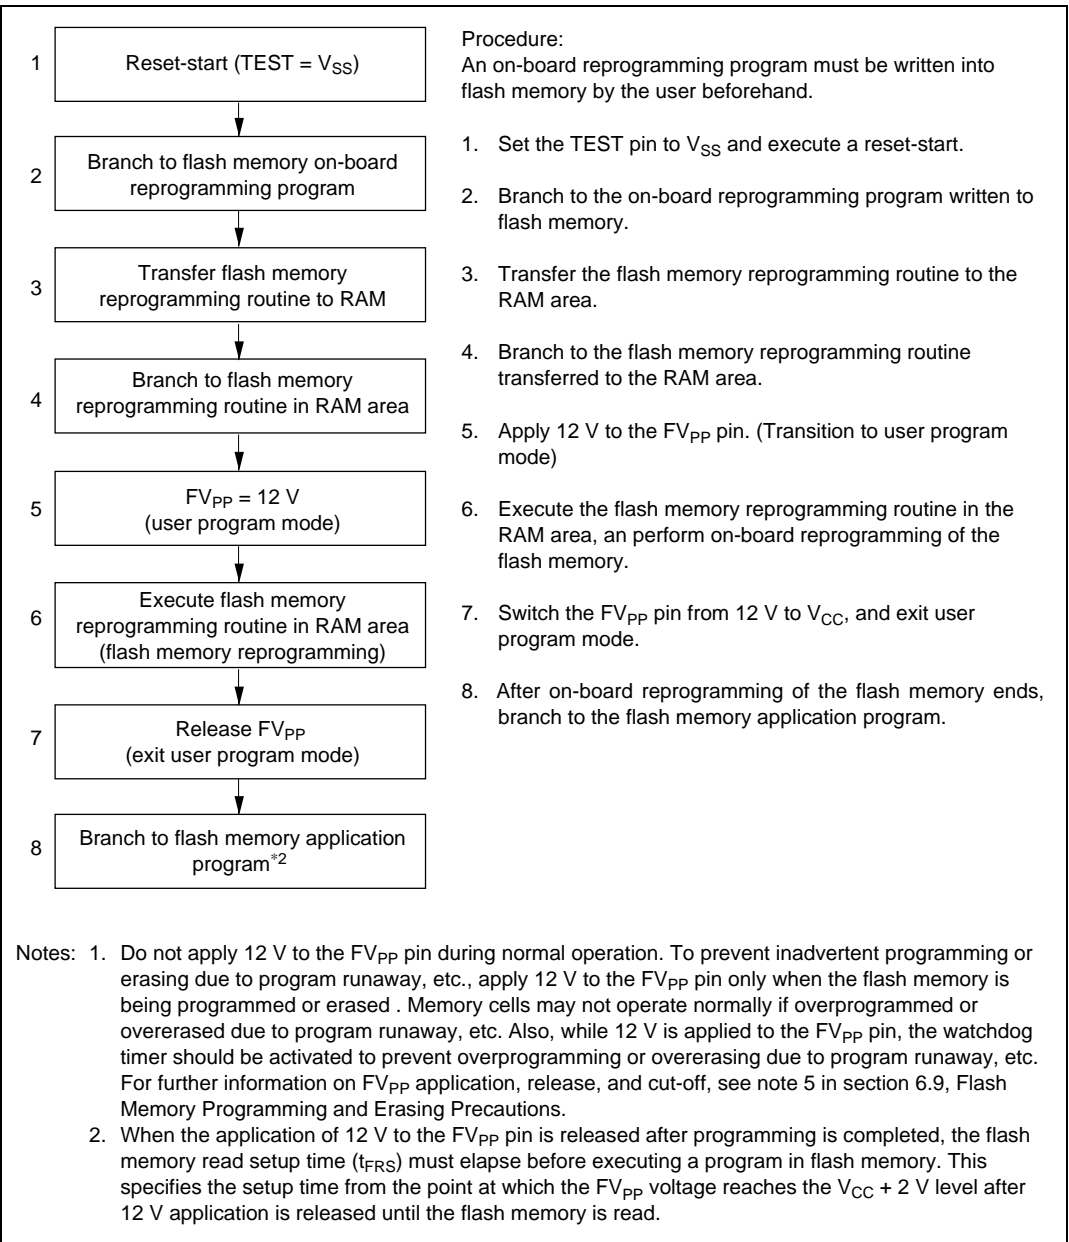 1
Reset-start (TEST = VSS)
2
Branch to flash memory on-board
reprogramming program
3
Transfer flash memory
reprogramming routine to RAM
4
Branch to flash memory
reprogramming routine in RAM area
5
FVPP = 12 V
(user program mode)
6
Execute flash memory
reprogramming routine in RAM area
(flash memory reprogramming)
7
Release FVPP
(exit user program mode)
8
Branch to flash memory application
program*2
Procedure:
An on-board reprogramming program must be written into
flash memory by the user beforehand.
1. Set the TEST pin to VSS and execute a reset-start.
2. Branch to the on-board reprogramming program written to
flash memory.
3. Transfer the flash memory reprogramming routine to the
RAM area.
4. Branch to the flash memory reprogramming routine
transferred to the RAM area.
5. Apply 12 V to the FVPP pin. (Transition to user program
mode)
6. Execute the flash memory reprogramming routine in the
RAM area, an perform on-board reprogramming of the
flash memory.
7. Switch the FVPP pin from 12 V to VCC, and exit user
program mode.
8. After on-board reprogramming of the flash memory ends,
branch to the flash memory application program.
Notes: 1. Do not apply 12 V to the FVPP pin during normal operation. To prevent inadvertent programming or
erasing due to program runaway, etc., apply 12 V to the FVPP pin only when the flash memory is
being programmed or erased . Memory cells may not operate normally if overprogrammed or
overerased due to program runaway, etc. Also, while 12 V is applied to the FVPP pin, the watchdog
timer should be activated to prevent overprogramming or overerasing due to program runaway, etc.
For further information on FVPP application, release, and cut-off, see note 5 in section 6.9, Flash
Memory Programming and Erasing Precautions.
2. When the application of 12 V to the FVPP pin is released after programming is completed, the flash
memory read setup time (tFRS) must elapse before executing a program in flash memory. This
specifies the setup time from the point at which the FVPP voltage reaches the VCC + 2 V level after
12 V application is released until the flash memory is read.